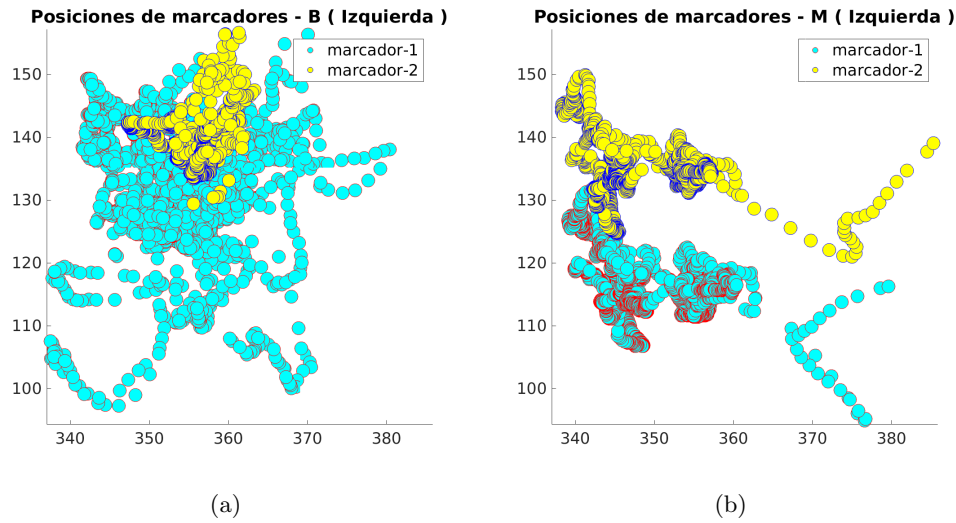 Posiciones de marcadores - B ( Izquierda )
marcador-1
marcador-2
150
140
130
120
110
100
340
350
360
370
380
(a)
Posiciones de marcadores - M ( Izquierda )
marcador-1
marcador-2
150
140
130
120
110
100
340
350
360
370
380
(b)